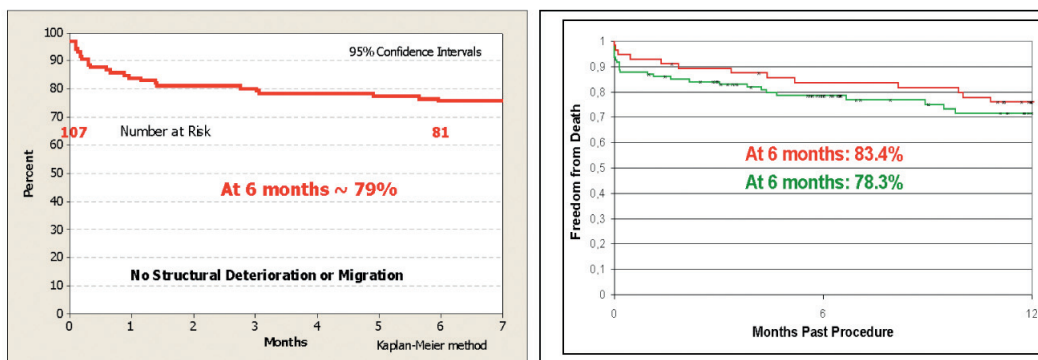 100
90
80
70
60
50
40
30
20
10
0
Percent
95% Confidence Intervals
107
Number at Risk
81
At 6 months ~ 79%
No Structural Deterioration or Migration
0 1 2 3 4 5 6 7
Months
Kaplan-Meier method
1
0,9
0,8
0,7
0,6
0,5
0,4
0,3
0,2
0,1
0
Freedom from Death
At 6 months: 83.4%
At 6 months: 78.3%
0 6 12
Months Past Procedure